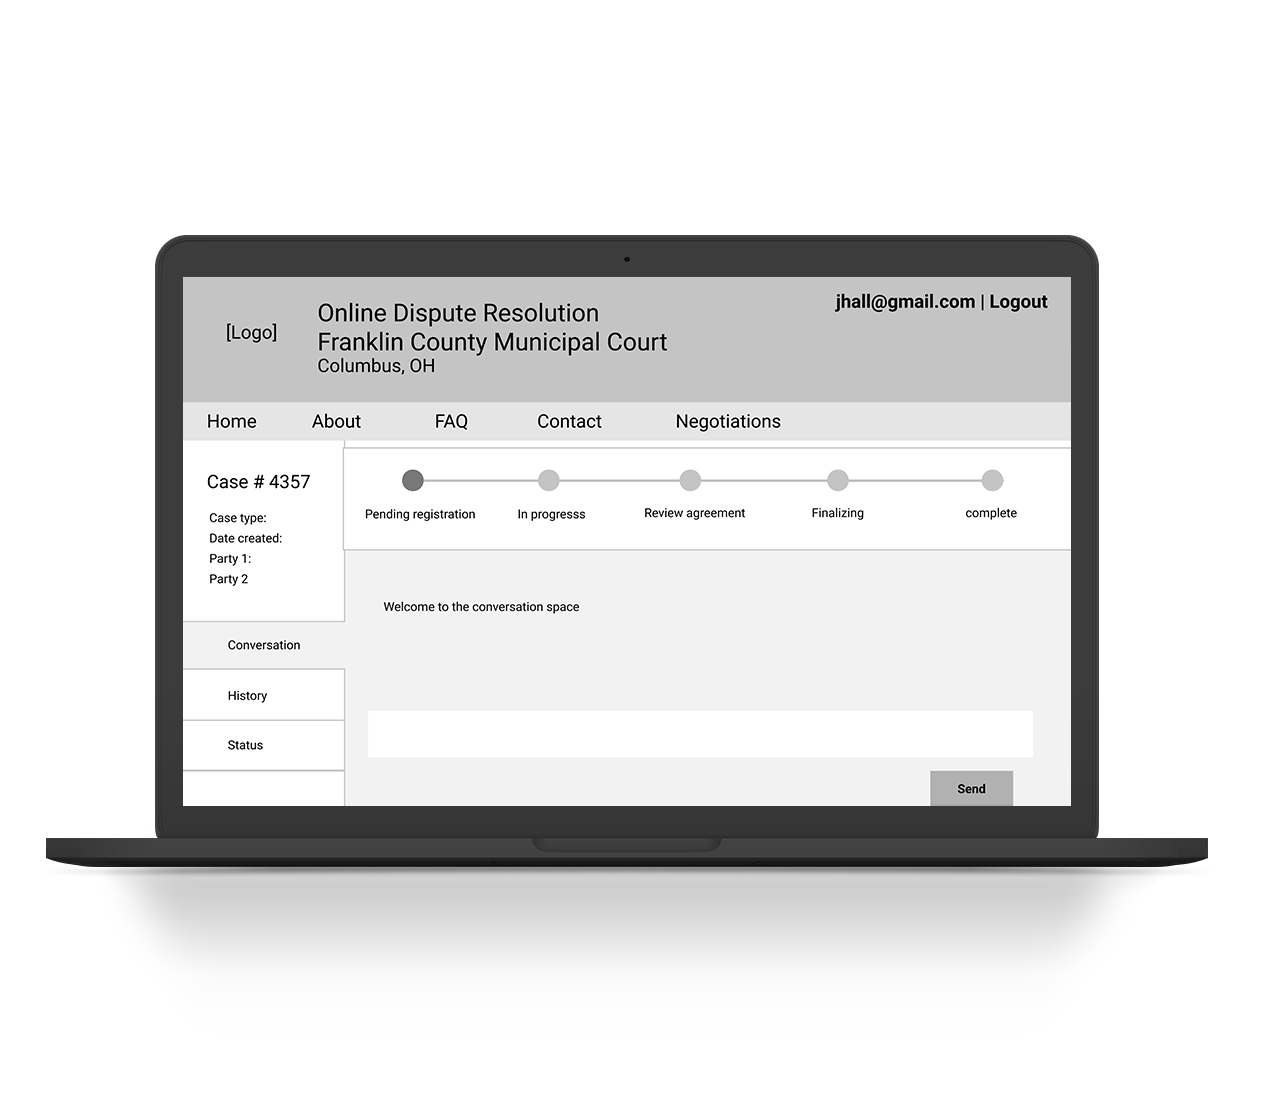 jhall@gmail.com | Logout
[Logo]
Online Dispute Resolution
Franklin County Municipal Court
Columbus, OH
Home About FAQ Contact Negotiations
Case # 4357
Case type:
Date created:
Party 1:
Party 2
Pending registration In progresss Review agreement Finalizing complete
Welcome to the conversation space
Conversation
History
Status
Send